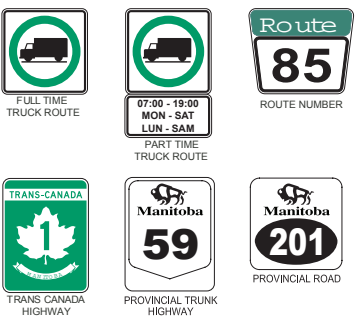 FULL TIME
TRUCK ROUTE
07:00 - 19:00
MON - SAT
LUN - SAM
PART TIME
TRUCK ROUTE
Route
85
ROUTE NUMBER
TRANS-CANADA
1
MANITOBA
TRANS CANADA
HIGHWAY
Manitoba
59
PROVINCIAL TRUNK
HIGHWAY
Manitoba
201
PROVINCIAL ROAD